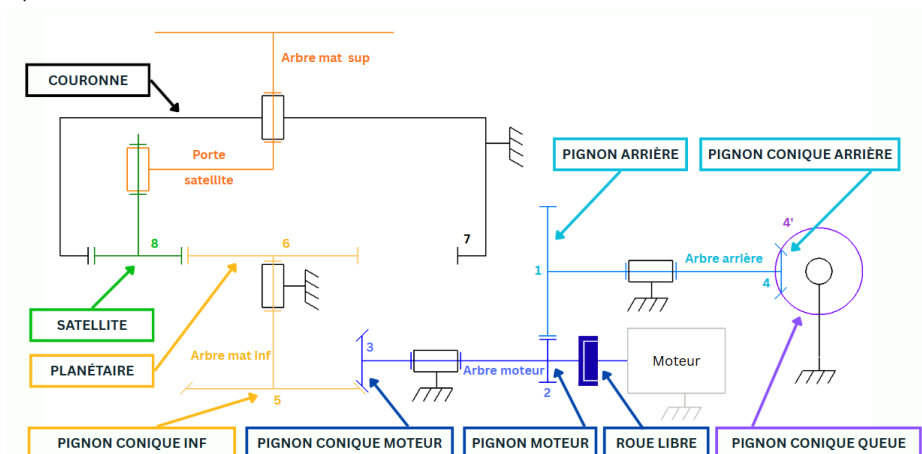 Arbre mat sup
COURONNE
Porte
satellite
PIGNON ARRIÈRE
PIGNON CONIQUE ARRIÈRE
4'
8
6
7
1
Arbre arrière
4
SATELLITE
PLANÉTAIRE
Arbre mat inf
3
Arbre moteur
Moteur
5
2
PIGNON CONIQUE INF
PIGNON CONIQUE MOTEUR
PIGNON MOTEUR
ROUE LIBRE
PIGNON CONIQUE QUEUE